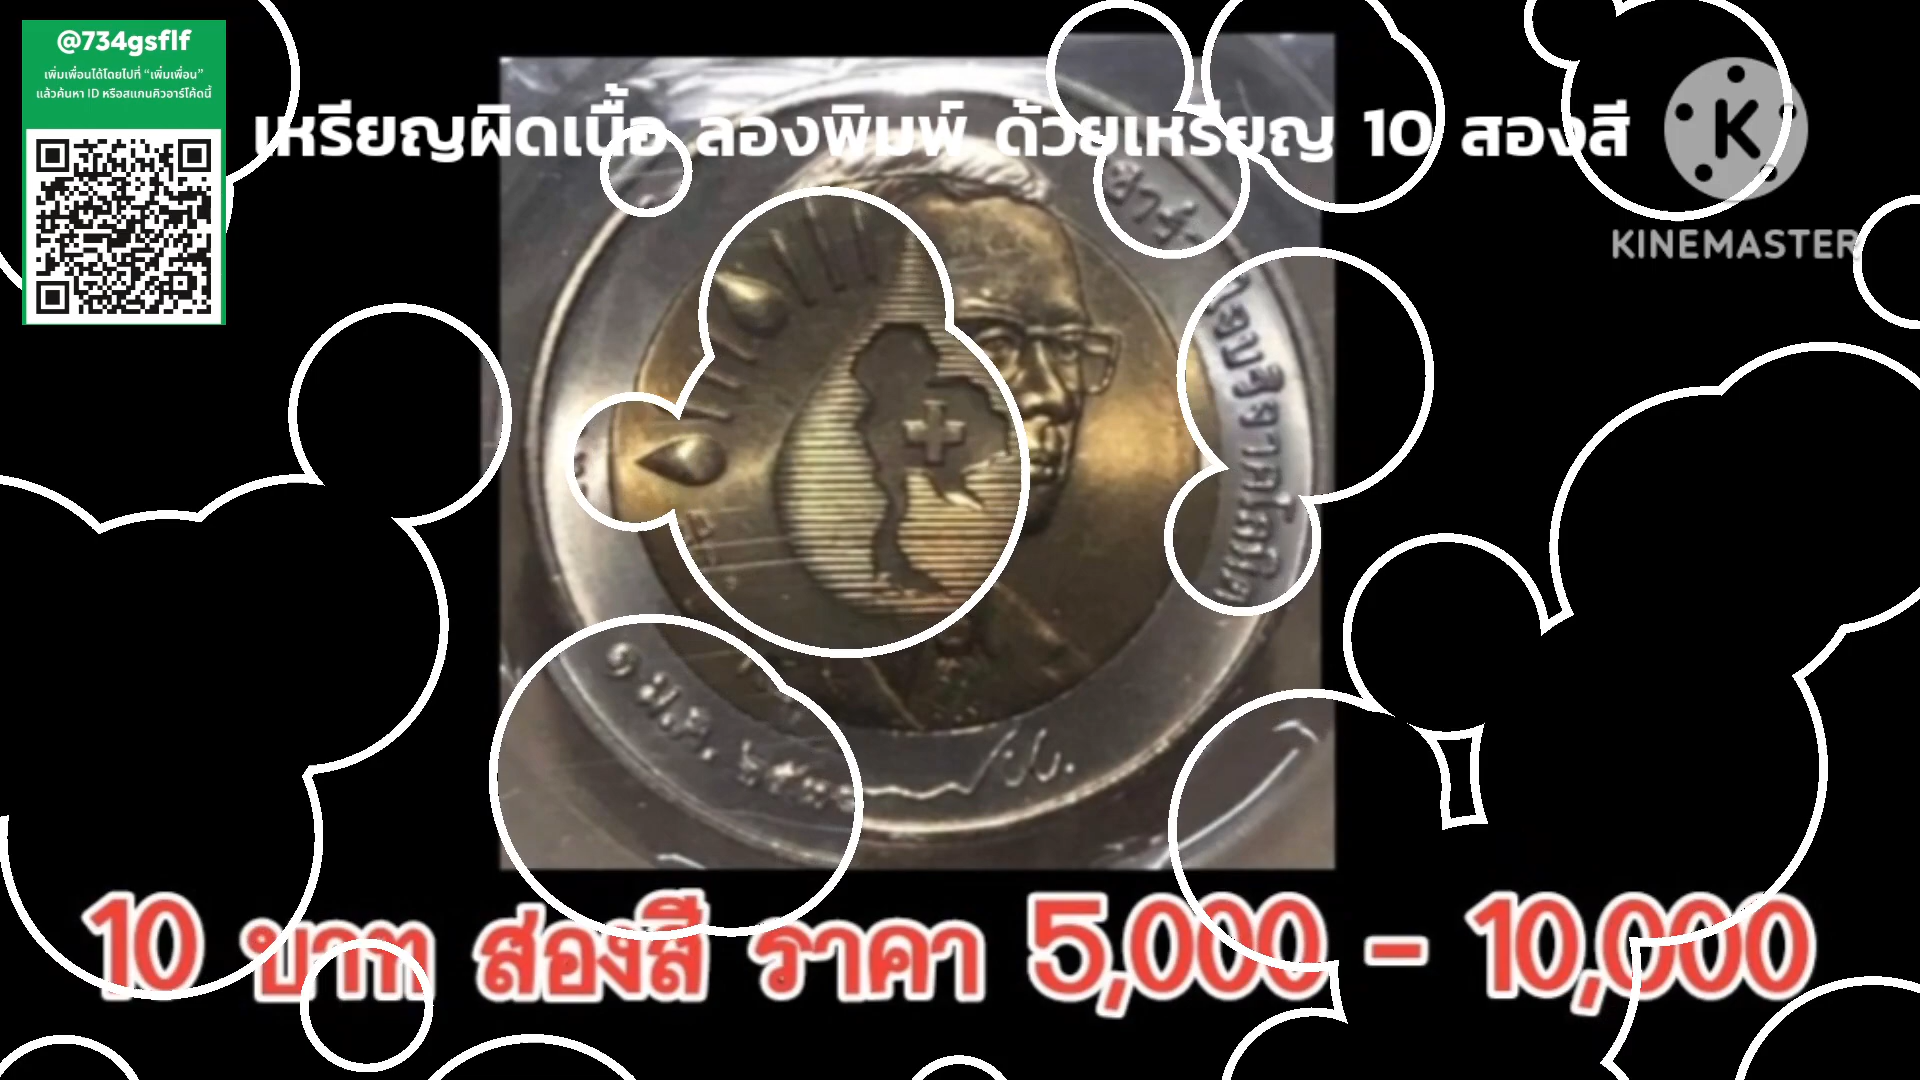 @734gsflf
เพิ่มเพื่อนได้โดยไปที่ “เพิ่มเพื่อน”
แล้วค้นหา ID หรือสแกนคิวอาร์โค้ดนี้
เหรียญผิดเนื้อ ลองพิมพ์ ด้วยเหรียญ 10 สองสี
KINEMASTER
๑ ม.ค.
10 บาท สองสี ราคา 5,000 - 10,000